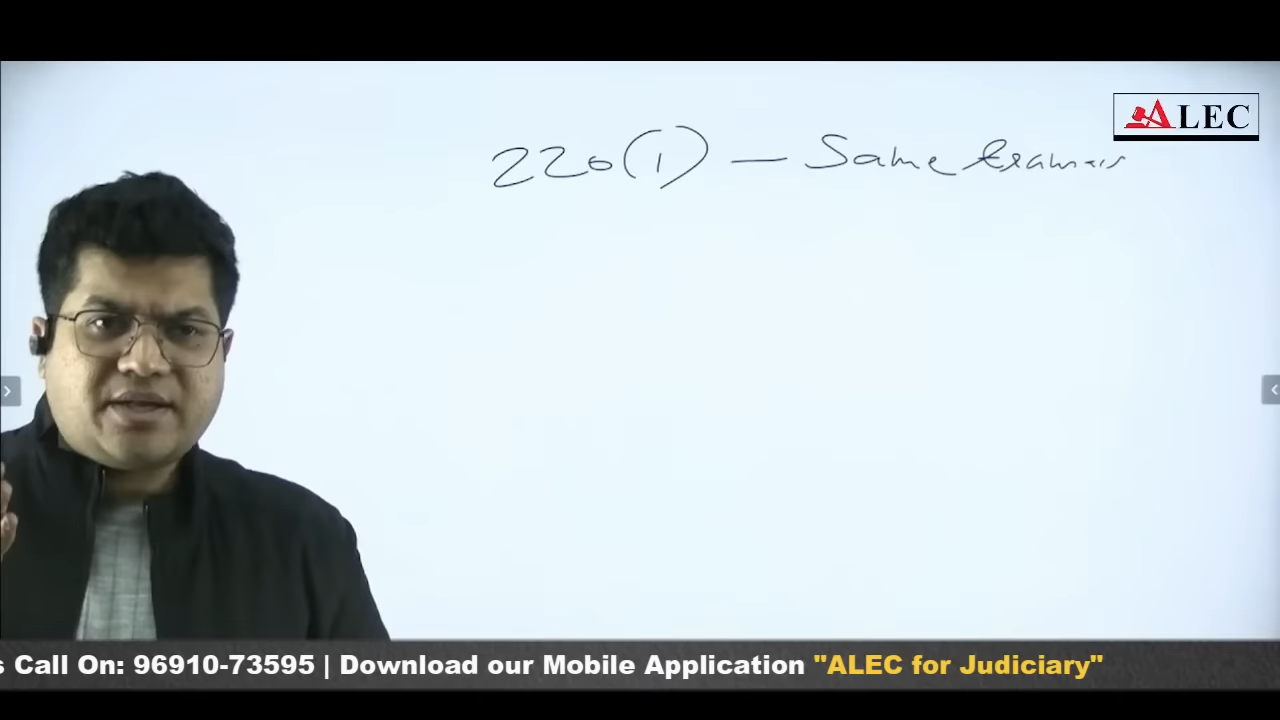 ALEC
220(1) — Same
s Call On: 96910-73595 | Download our Mobile Application "ALEC for Judiciary"